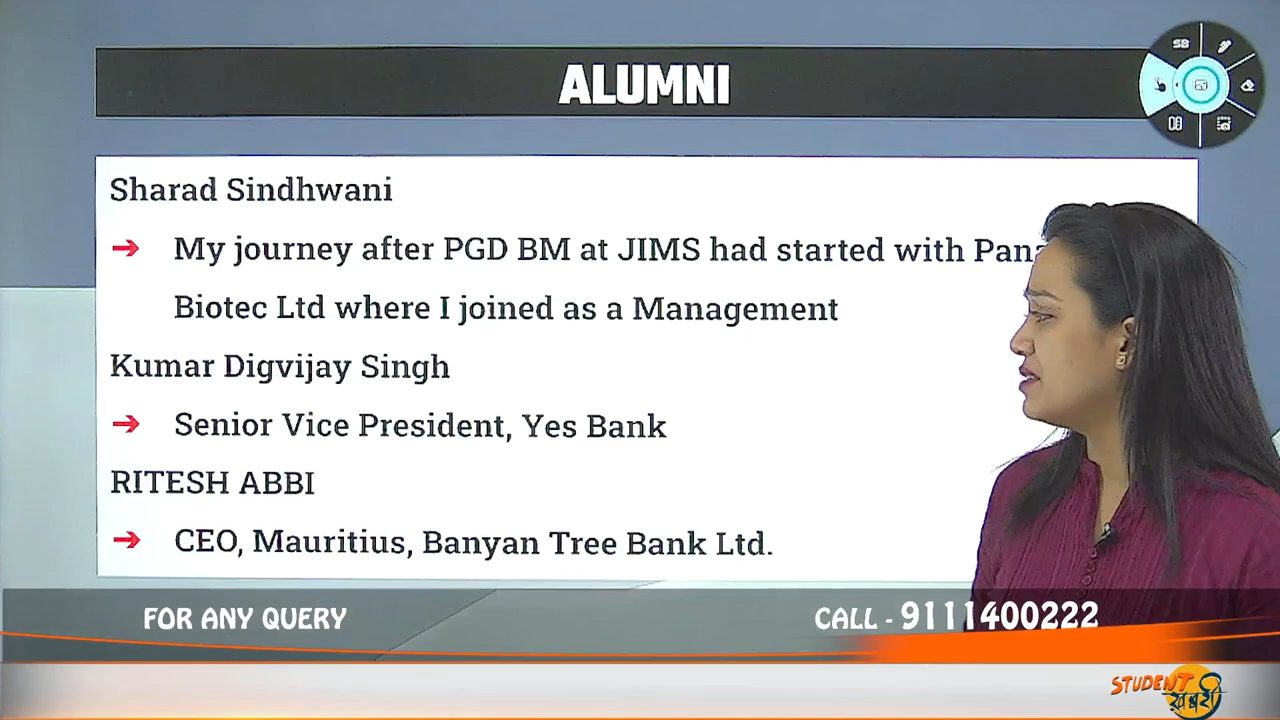 ALUMNI
Sharad Sindhwani
→ My journey after PGD BM at JIMS had started with
Biotec Ltd where I joined as a Management
Kumar Digvijay Singh
→ Senior Vice President, Yes Bank
RITESH ABBI
→ CEO, Mauritius, Banyan Tree Bank Ltd.
FOR ANY QUERY
CALL - 9111400222
STUDENT
खबरी